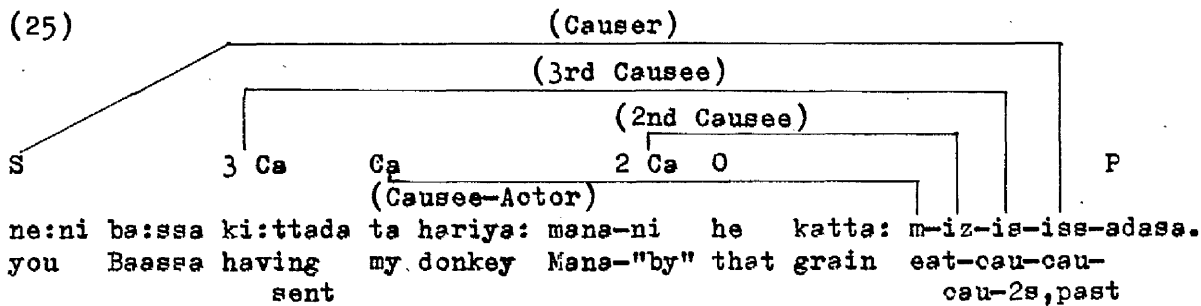 (25)
(Causer)
(3rd Causee)
(2nd Causee)
S 3 Ca Ca 2 Ca O P
(Causee-Actor)
ne:ni ba:ssa ki:ttada ta hariya: mana-ni he katta: m-iz-is-iss-adasa.
you Baassa having my donkey Mana-"by" that grain eat-cau-cau-
sent cau-2s,past